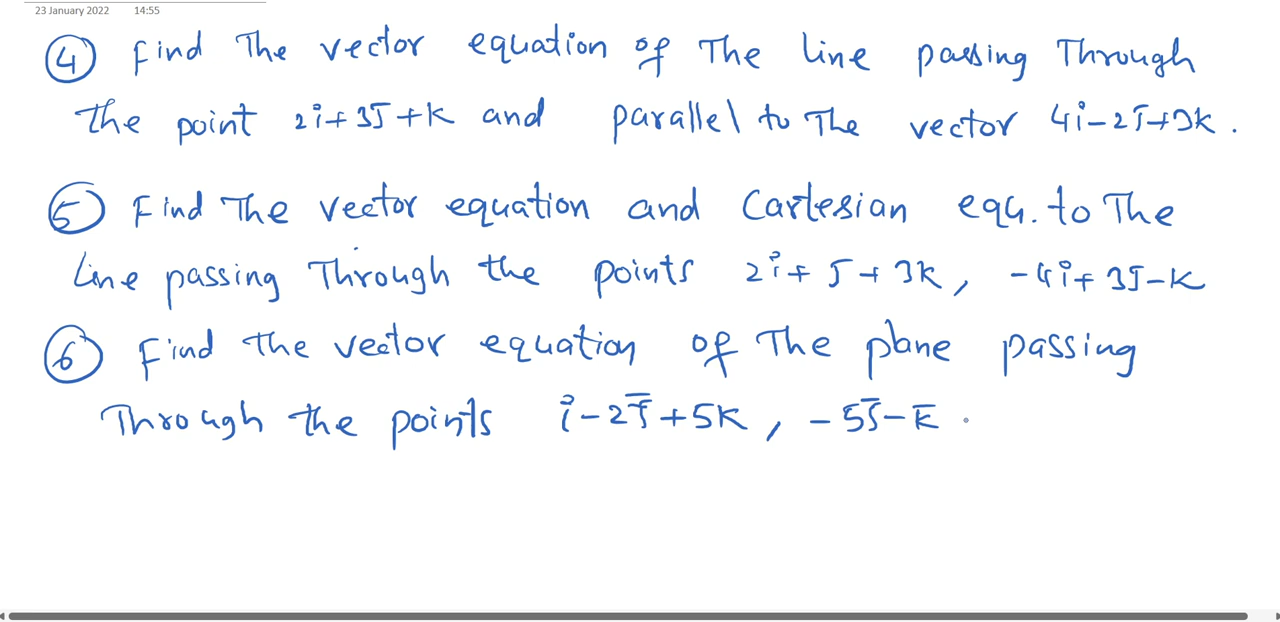 23 January 2022 14:55
④ Find The vector equation of The line passing Through
the point 2i+3J+K and parallel to The vector 4i-2J+3K.
⑤ Find The vector equation and Cartesian equ. to The
Line passing Through the points 2i+J+3K, -4i+3J-K
⑥ Find the vector equation of The plane passing
Through the points i-2J̅+5K, -5J̅-K̅.